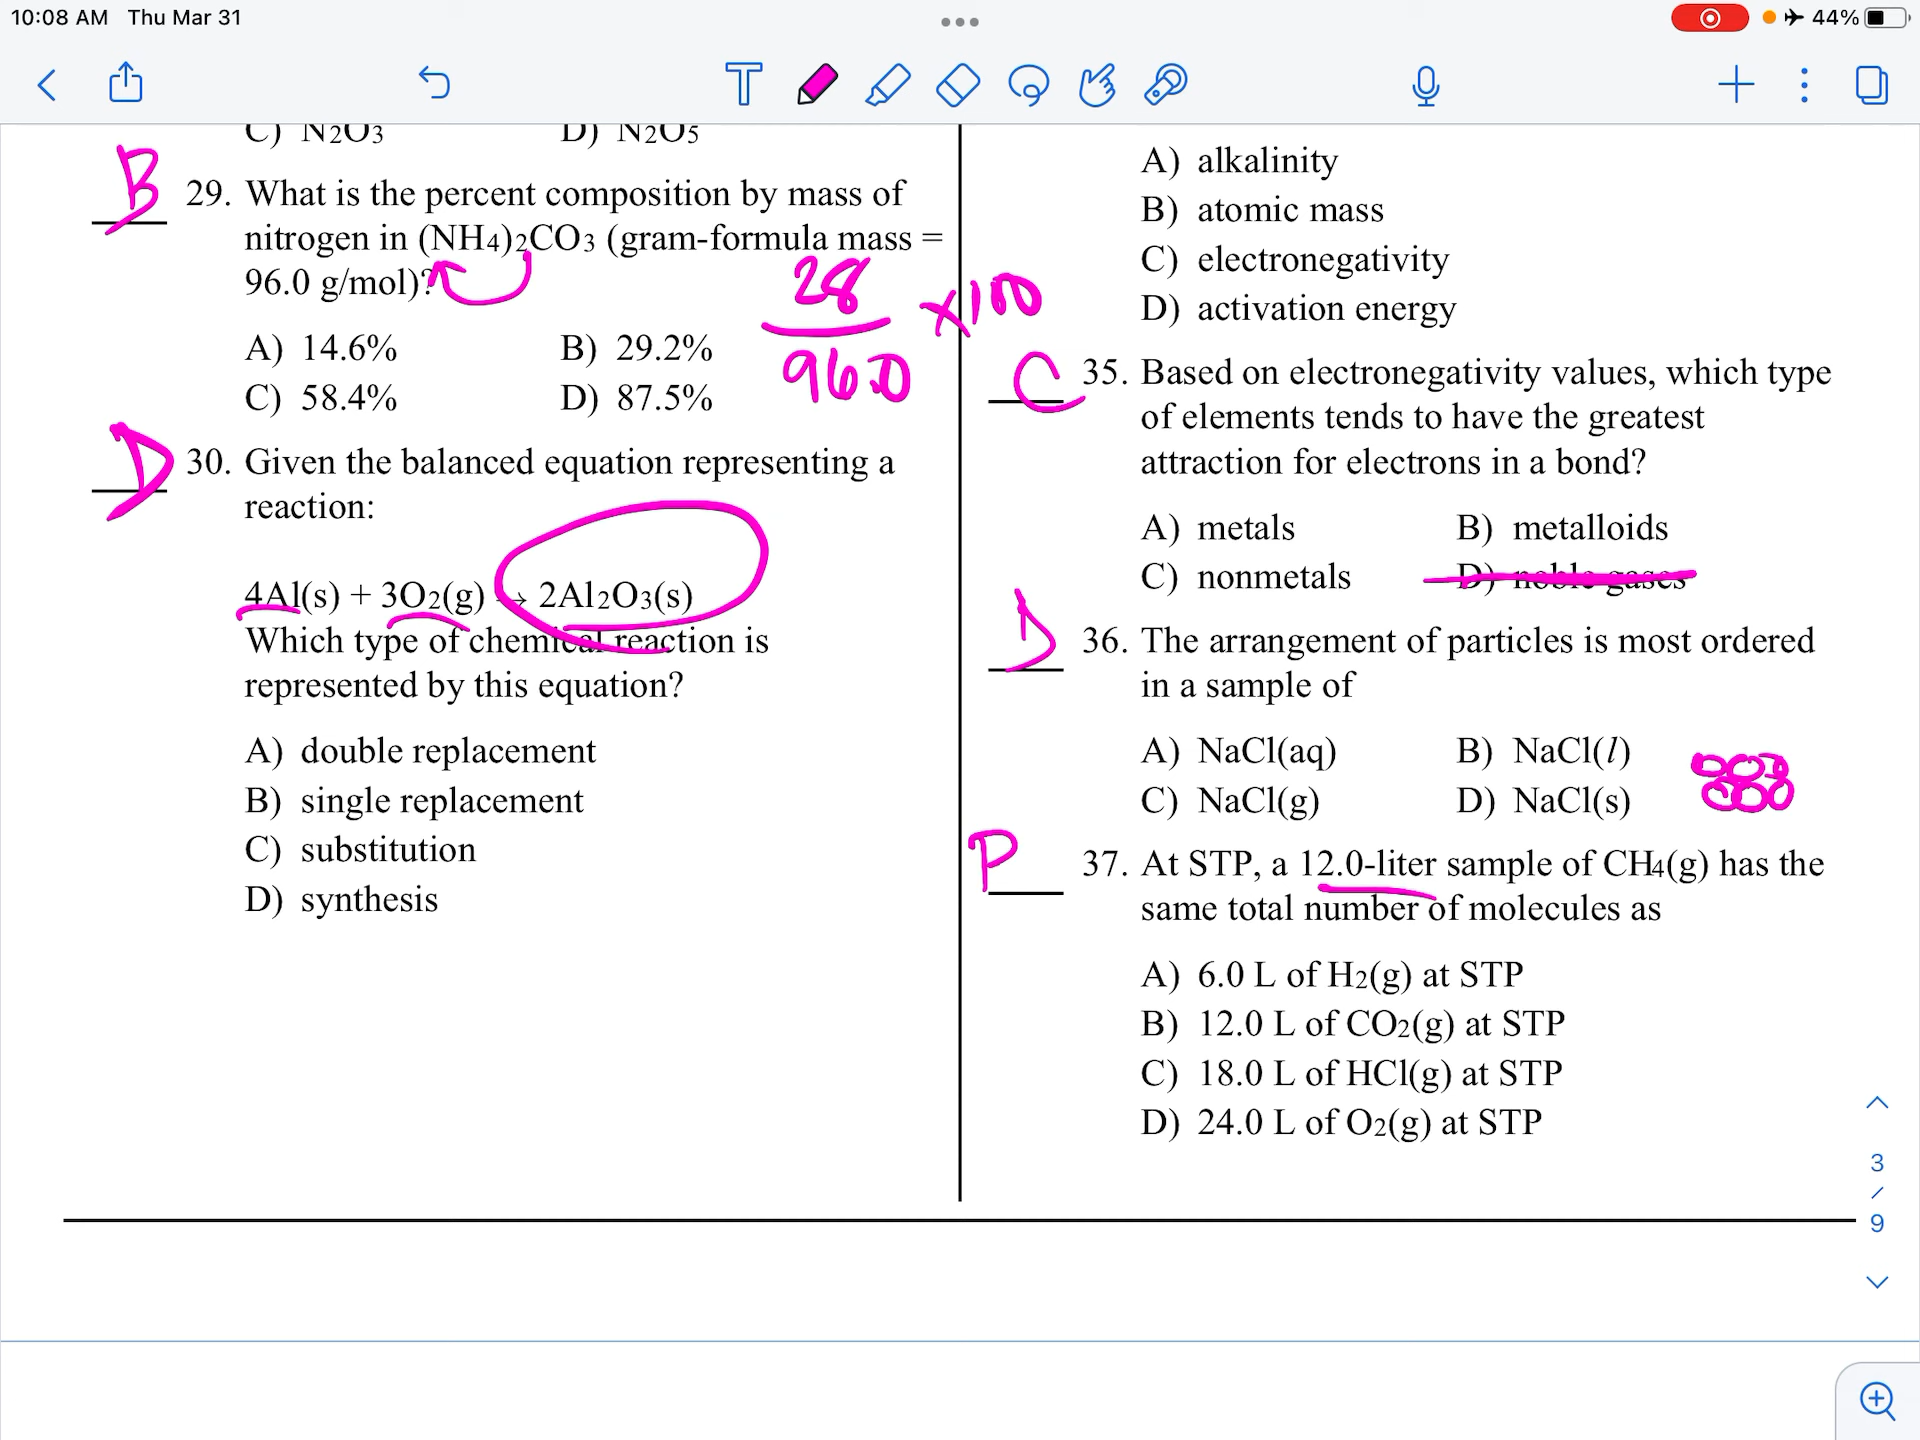 10:08 AM Thu Mar 31
44%
C) N2O3 D) N2O5
B 29. What is the percent composition by mass of
nitrogen in (NH4)2CO3 (gram-formula mass =
96.0 g/mol)?
A) 14.6% B) 29.2%
C) 58.4% D) 87.5%
28
96.0
×100
D 30. Given the balanced equation representing a
reaction:
4Al(s) + 3O2(g) → 2Al2O3(s)
Which type of chemical reaction is
represented by this equation?
A) double replacement
B) single replacement
C) substitution
D) synthesis
A) alkalinity
B) atomic mass
C) electronegativity
D) activation energy
C 35. Based on electronegativity values, which type
of elements tends to have the greatest
attraction for electrons in a bond?
A) metals B) metalloids
C) nonmetals D) noble gases
D 36. The arrangement of particles is most ordered
in a sample of
A) NaCl(aq) B) NaCl(l)
C) NaCl(g) D) NaCl(s)
P 37. At STP, a 12.0-liter sample of CH4(g) has the
same total number of molecules as
A) 6.0 L of H2(g) at STP
B) 12.0 L of CO2(g) at STP
C) 18.0 L of HCl(g) at STP
D) 24.0 L of O2(g) at STP
3
/
9